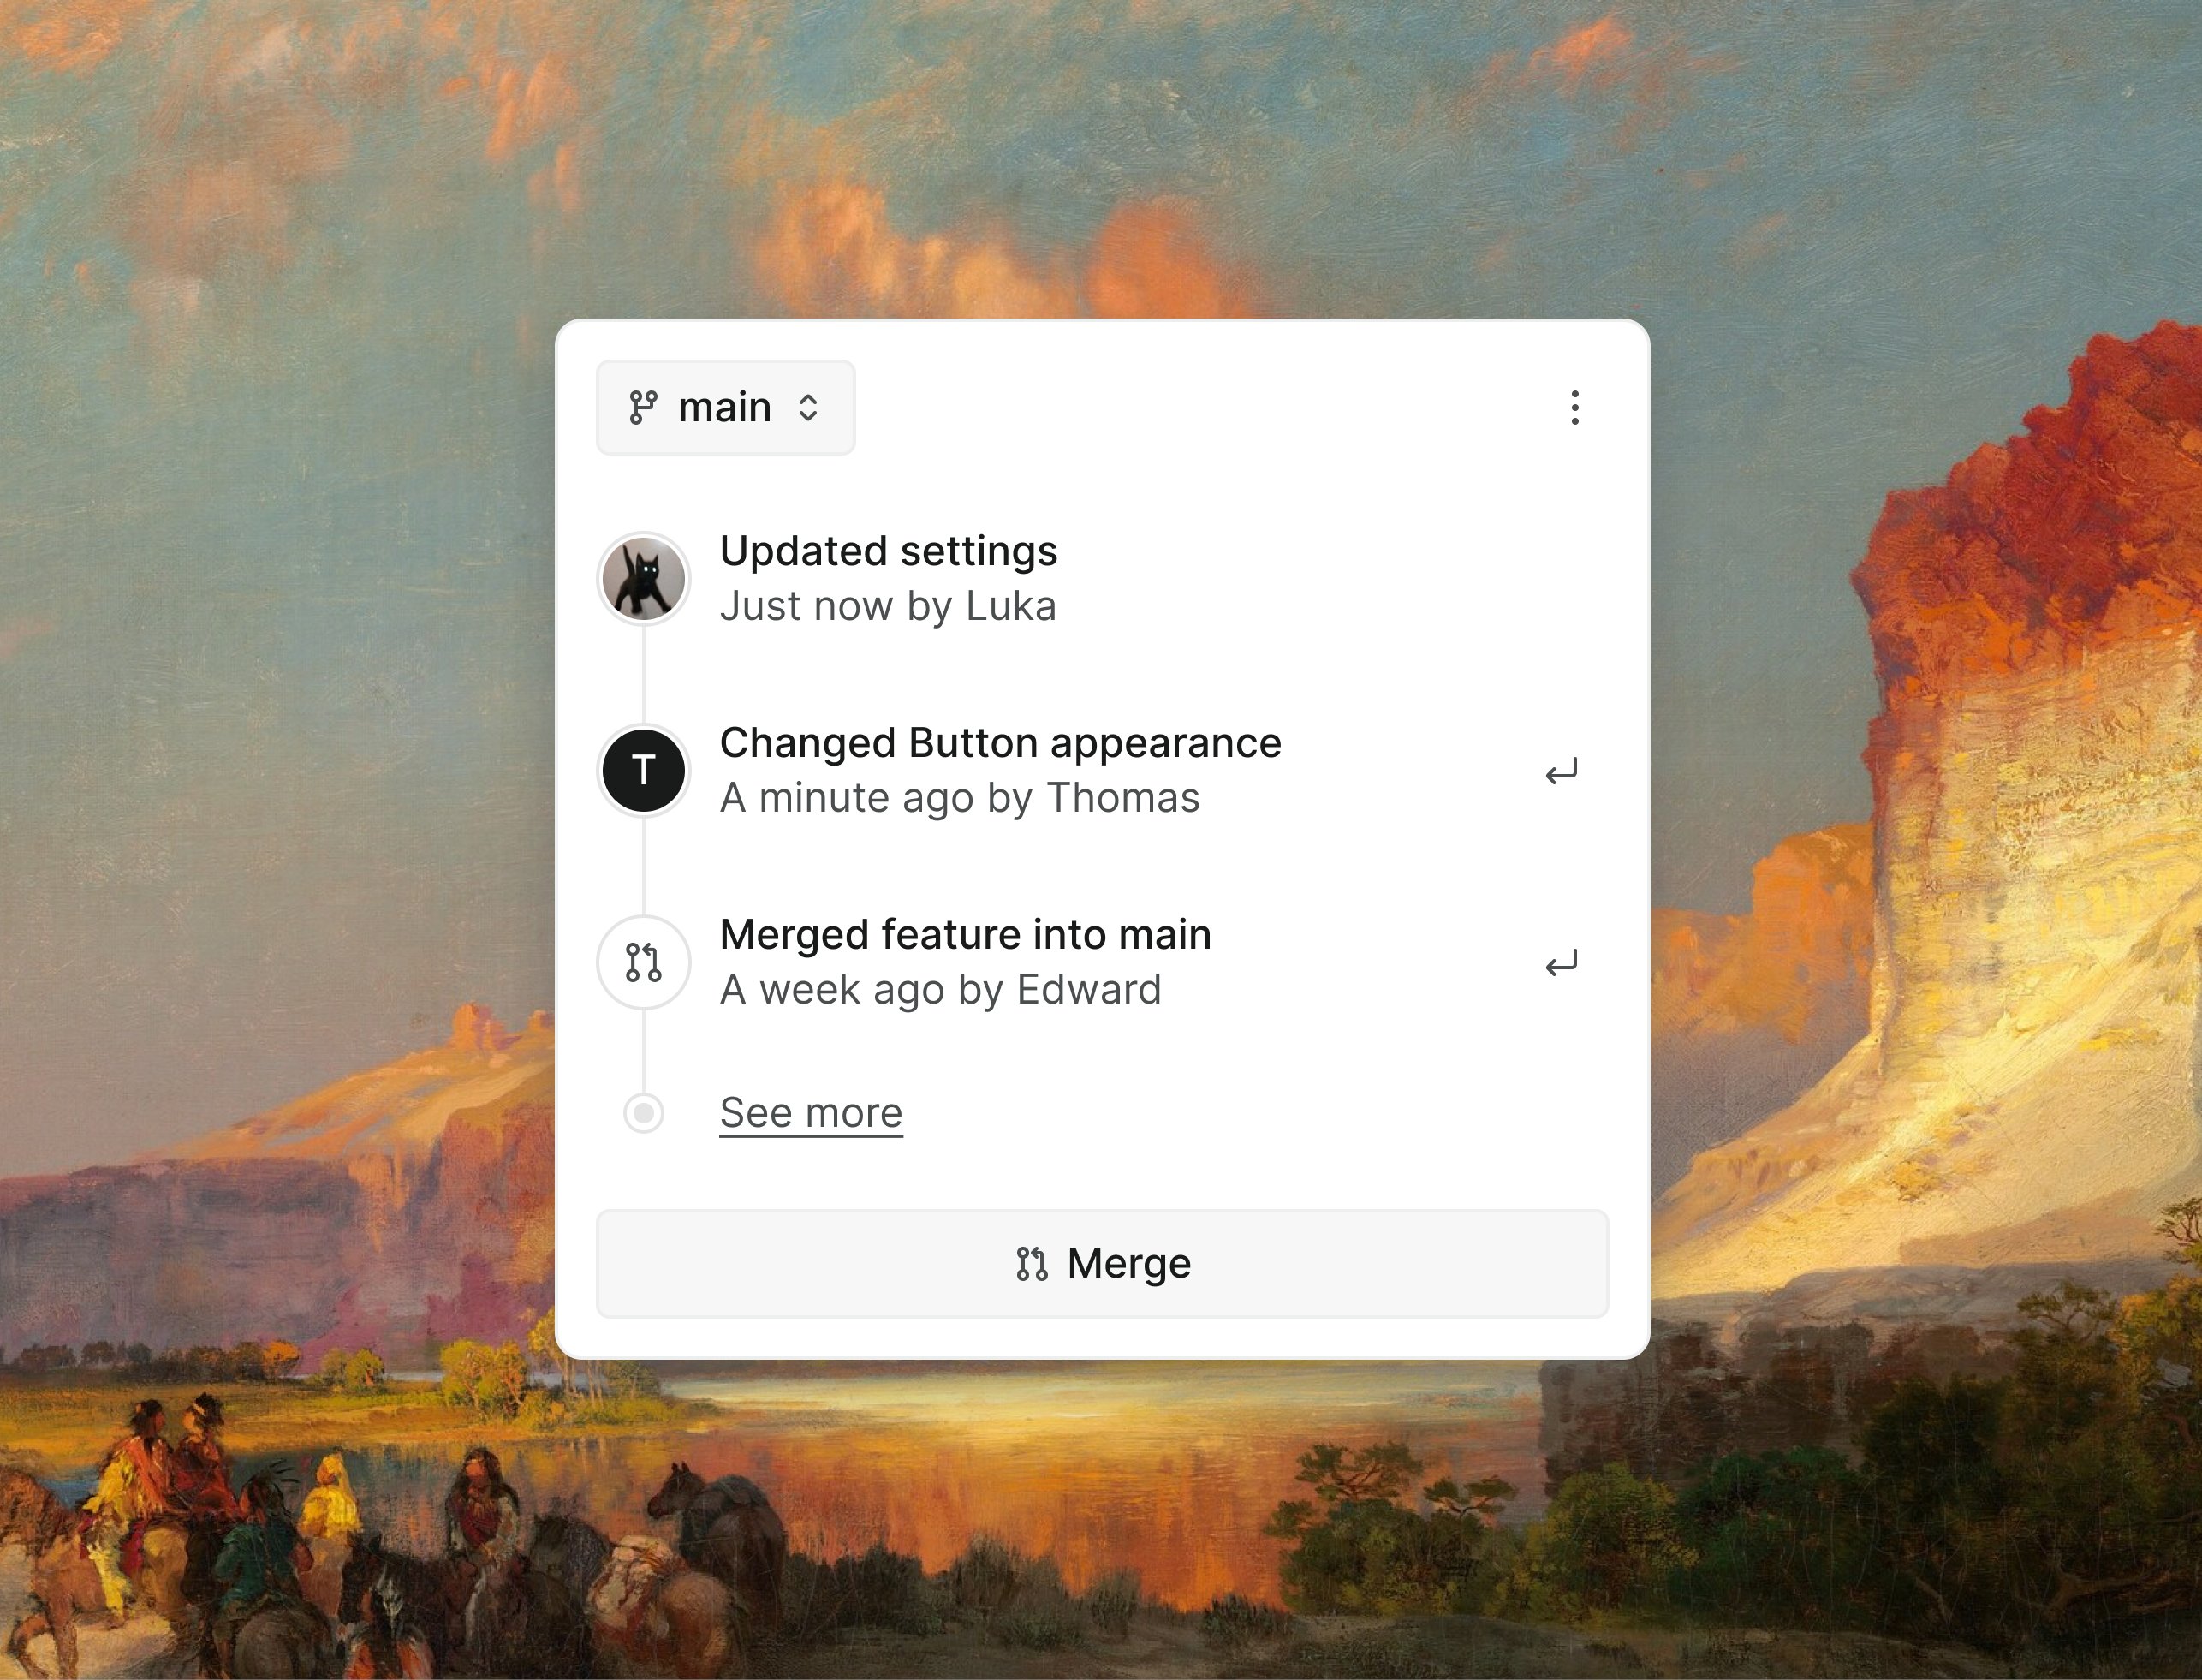 main
Updated settings
Just now by Luka
T
Changed Button appearance
A minute ago by Thomas
Merged feature into main
A week ago by Edward
See more
Merge